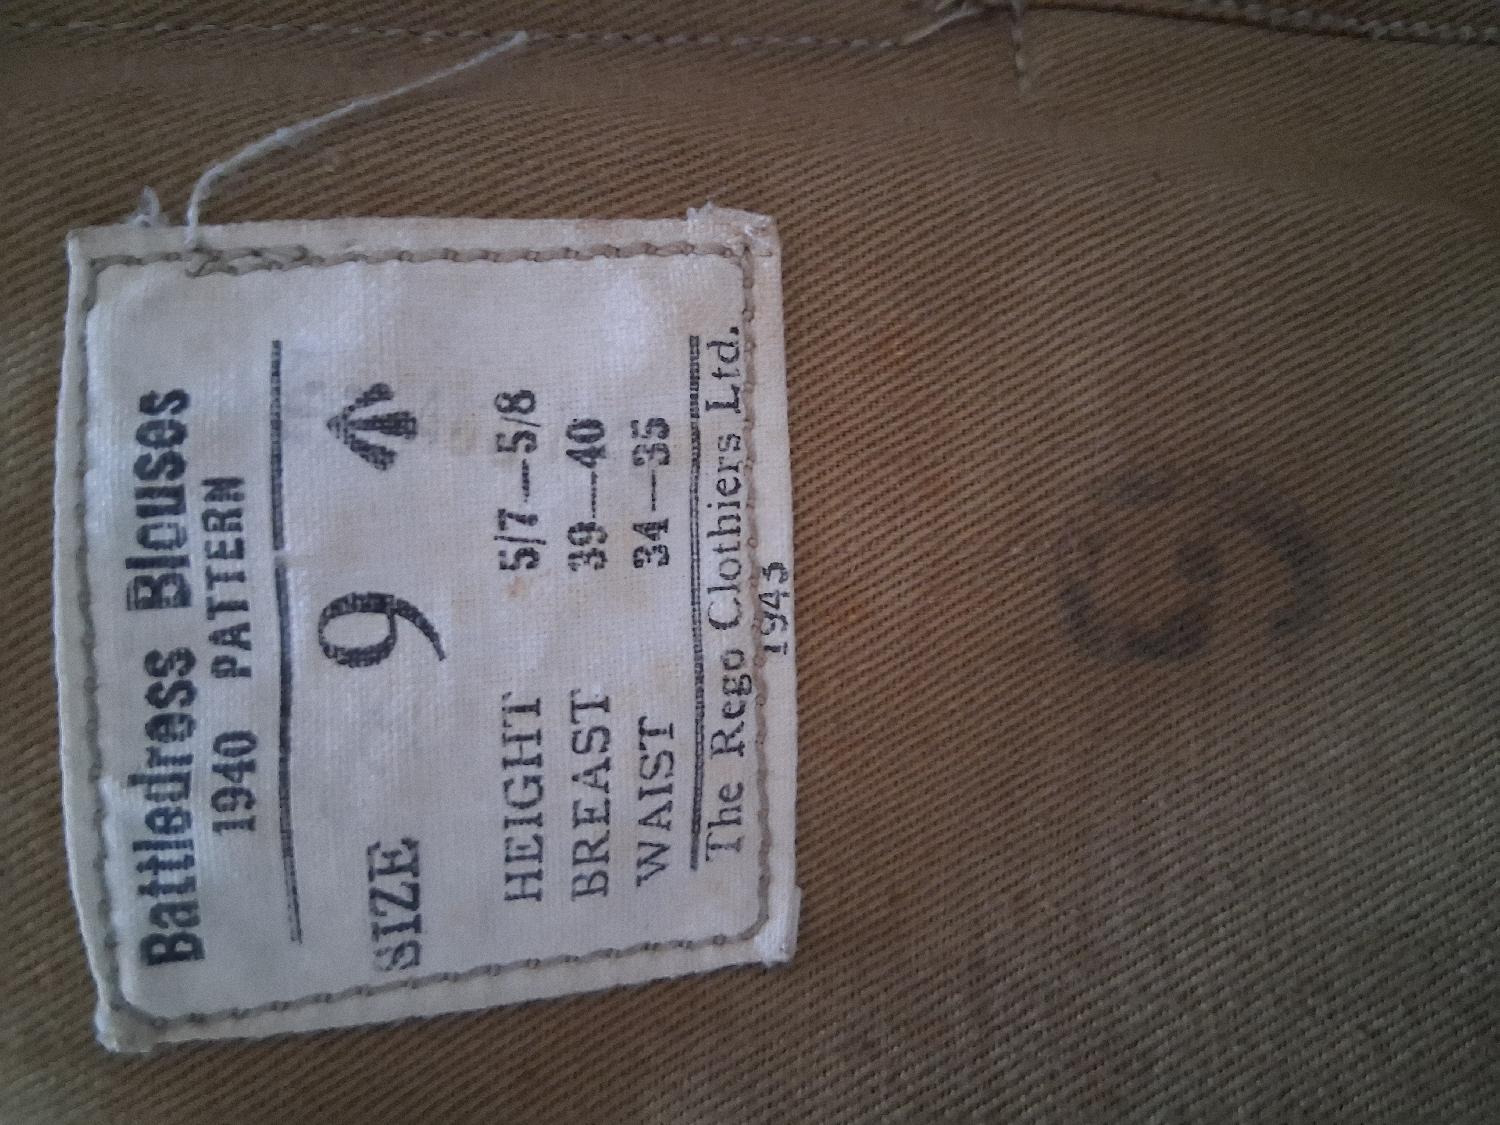 Battledress Blouses
1940 PATTERN
SIZE 9
HEIGHT 5/7—5/8
BREAST 39—40
WAIST 34—35
The Rego Clothiers Ltd.
1943